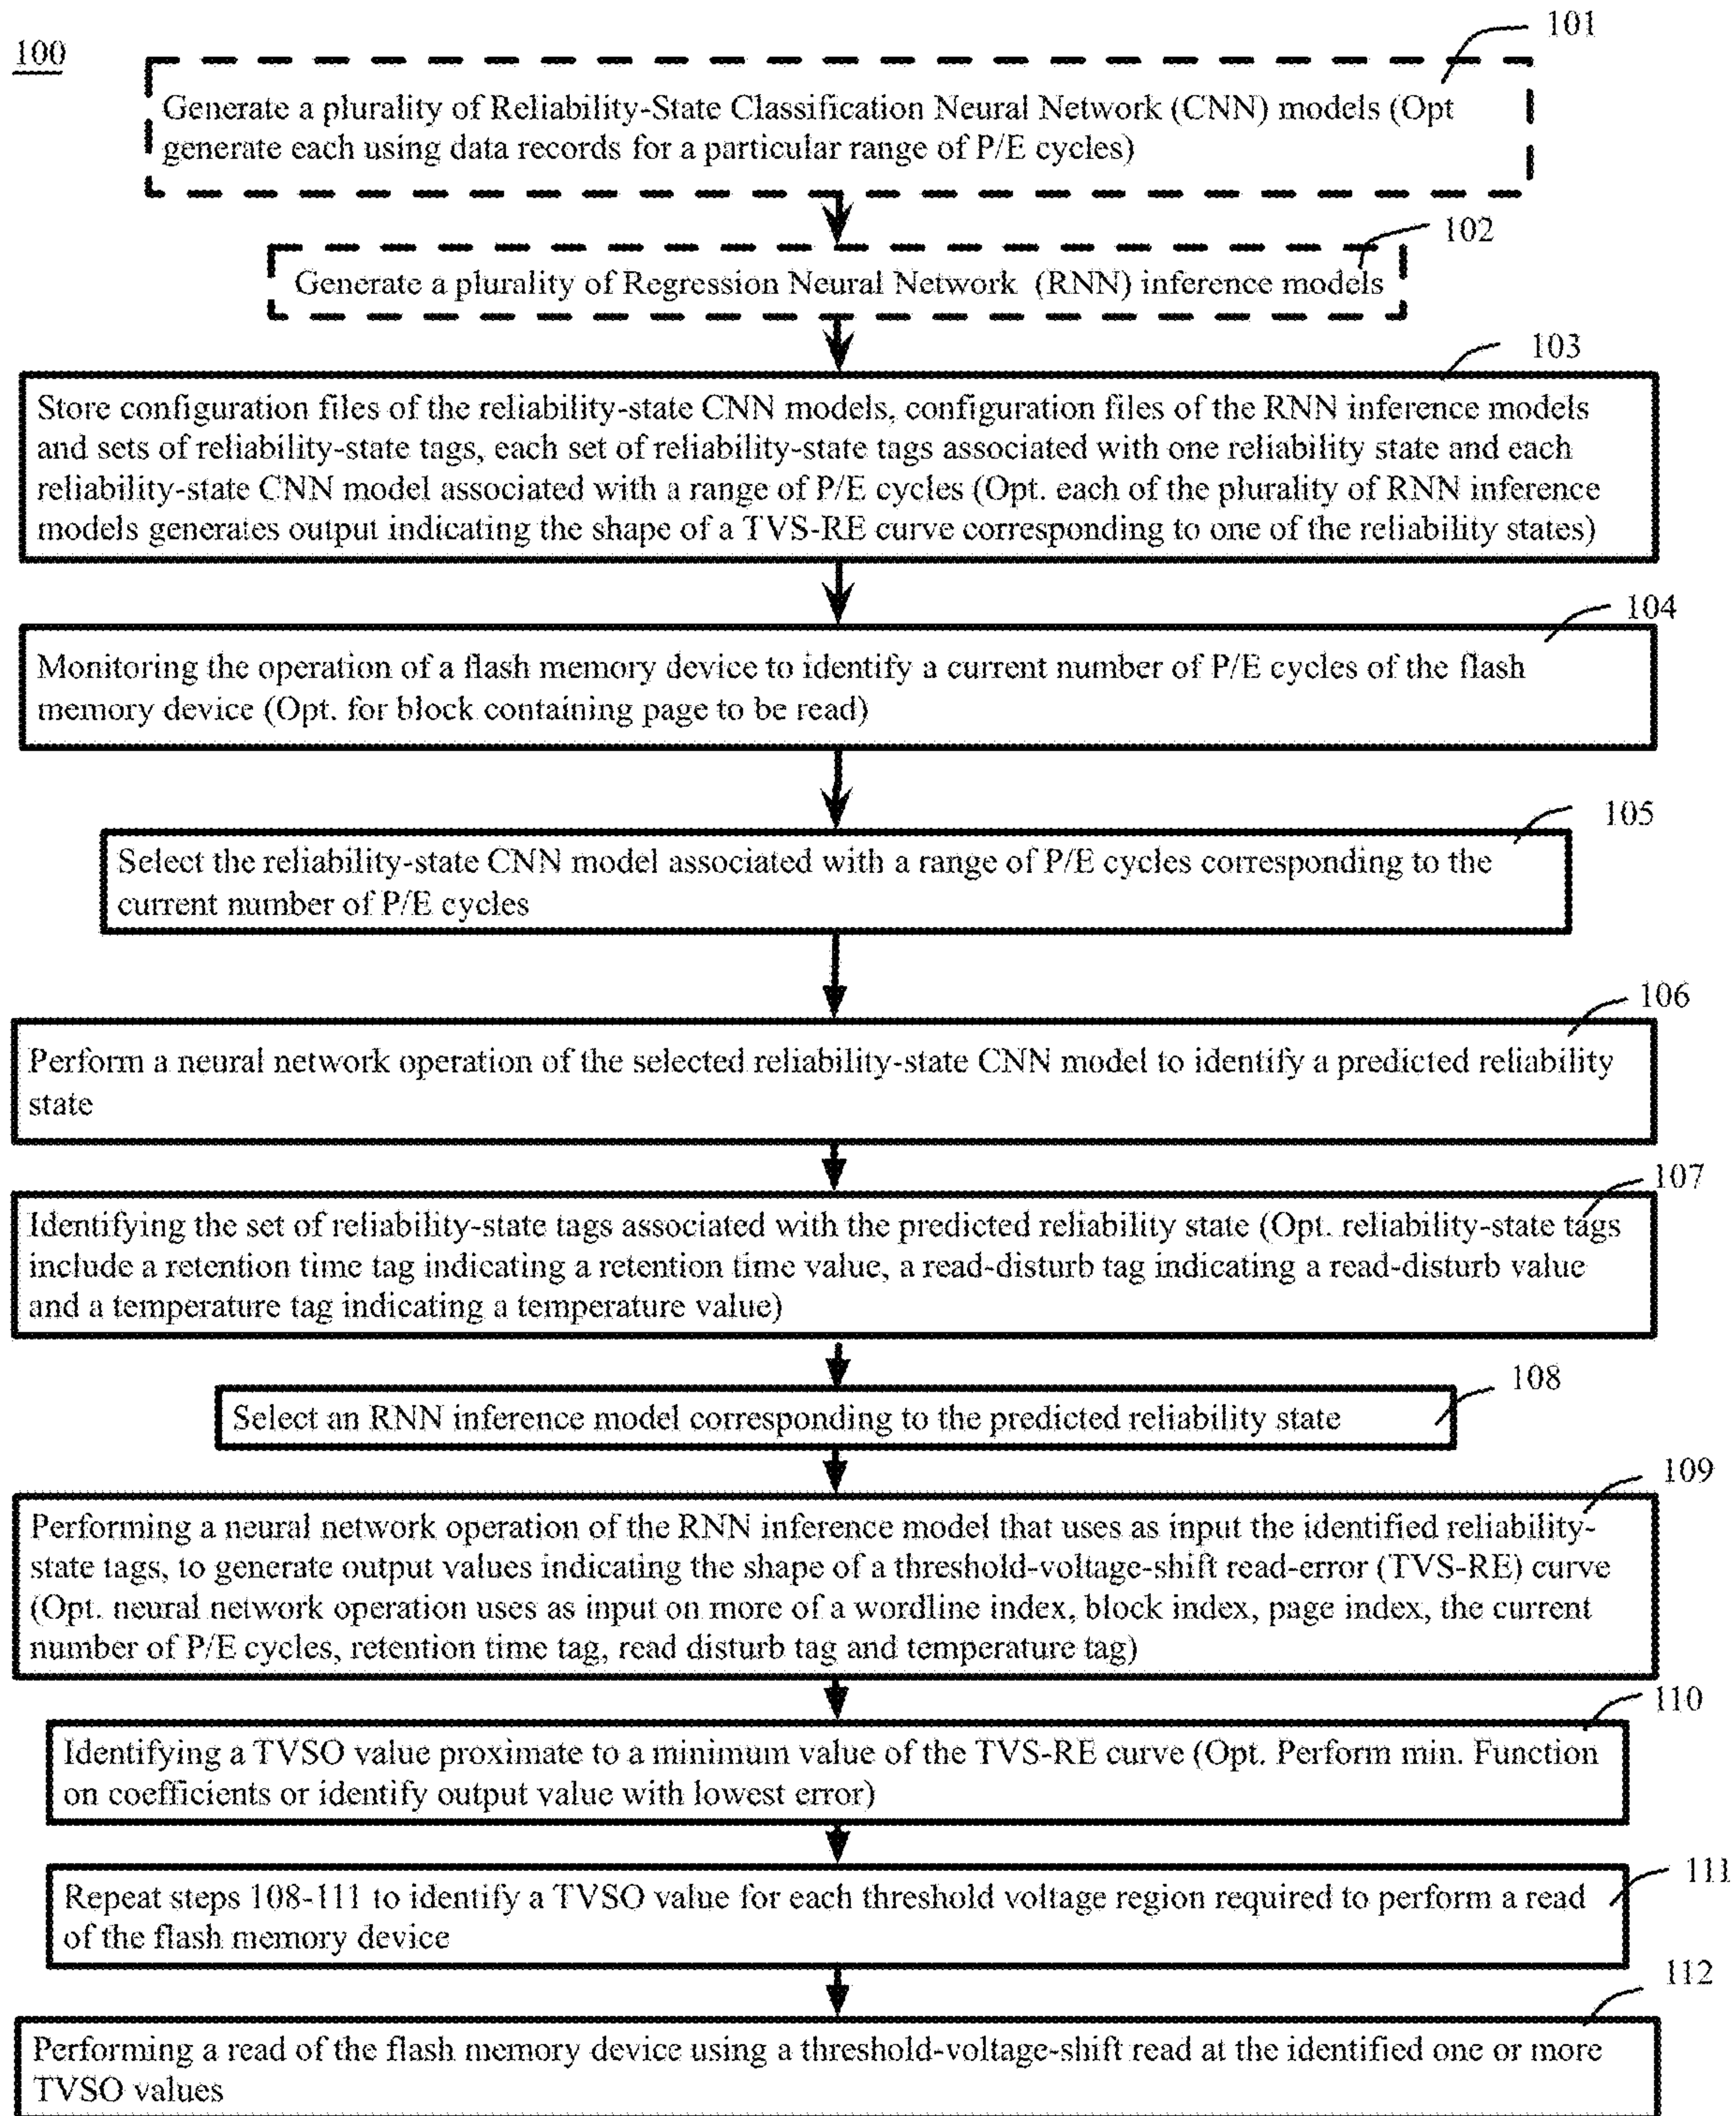 100
101
Generate a plurality of Reliability-State Classification Neural Network (CNN) models (Opt
generate each using data records for a particular range of P/E cycles)
102
Generate a plurality of Regression Neural Network (RNN) inference models
103
Store configuration files of the reliability-state CNN models, configuration files of the RNN inference models
and sets of reliability-state tags, each set of reliability-state tags associated with one reliability state and each
reliability-state CNN model associated with a range of P/E cycles (Opt. each of the plurality of RNN inference
models generates output indicating the shape of a TVS-RE curve corresponding to one of the reliability states)
104
Monitoring the operation of a flash memory device to identify a current number of P/E cycles of the flash
memory device (Opt. for block containing page to be read)
105
Select the reliability-state CNN model associated with a range of P/E cycles corresponding to the
current number of P/E cycles
106
Perform a neural network operation of the selected reliability-state CNN model to identify a predicted reliability
state
107
Identifying the set of reliability-state tags associated with the predicted reliability state (Opt. reliability-state tags
include a retention time tag indicating a retention time value, a read-disturb tag indicating a read-disturb value
and a temperature tag indicating a temperature value)
108
Select an RNN inference model corresponding to the predicted reliability state
109
Performing a neural network operation of the RNN inference model that uses as input the identified reliability-
state tags, to generate output values indicating the shape of a threshold-voltage-shift read-error (TVS-RE) curve
(Opt. neural network operation uses as input on more of a wordline index, block index, page index, the current
number of P/E cycles, retention time tag, read disturb tag and temperature tag)
110
Identifying a TVSO value proximate to a minimum value of the TVS-RE curve (Opt. Perform min. Function
on coefficients or identify output value with lowest error)
111
Repeat steps 108-111 to identify a TVSO value for each threshold voltage region required to perform a read
of the flash memory device
112
Performing a read of the flash memory device using a threshold-voltage-shift read at the identified one or more
TVSO values